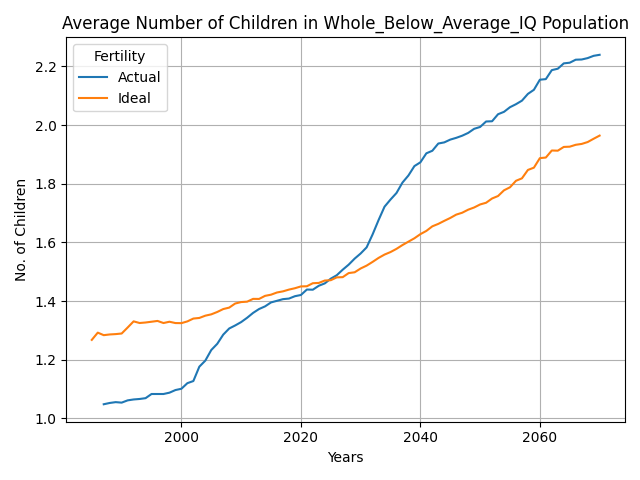 Average Number of Children in Whole_Below_Average_IQ Population
Fertility
Actual
Ideal
No. of Children
2.2
2.0
1.8
1.6
1.4
1.2
1.0
2000 2020 2040 2060
Years